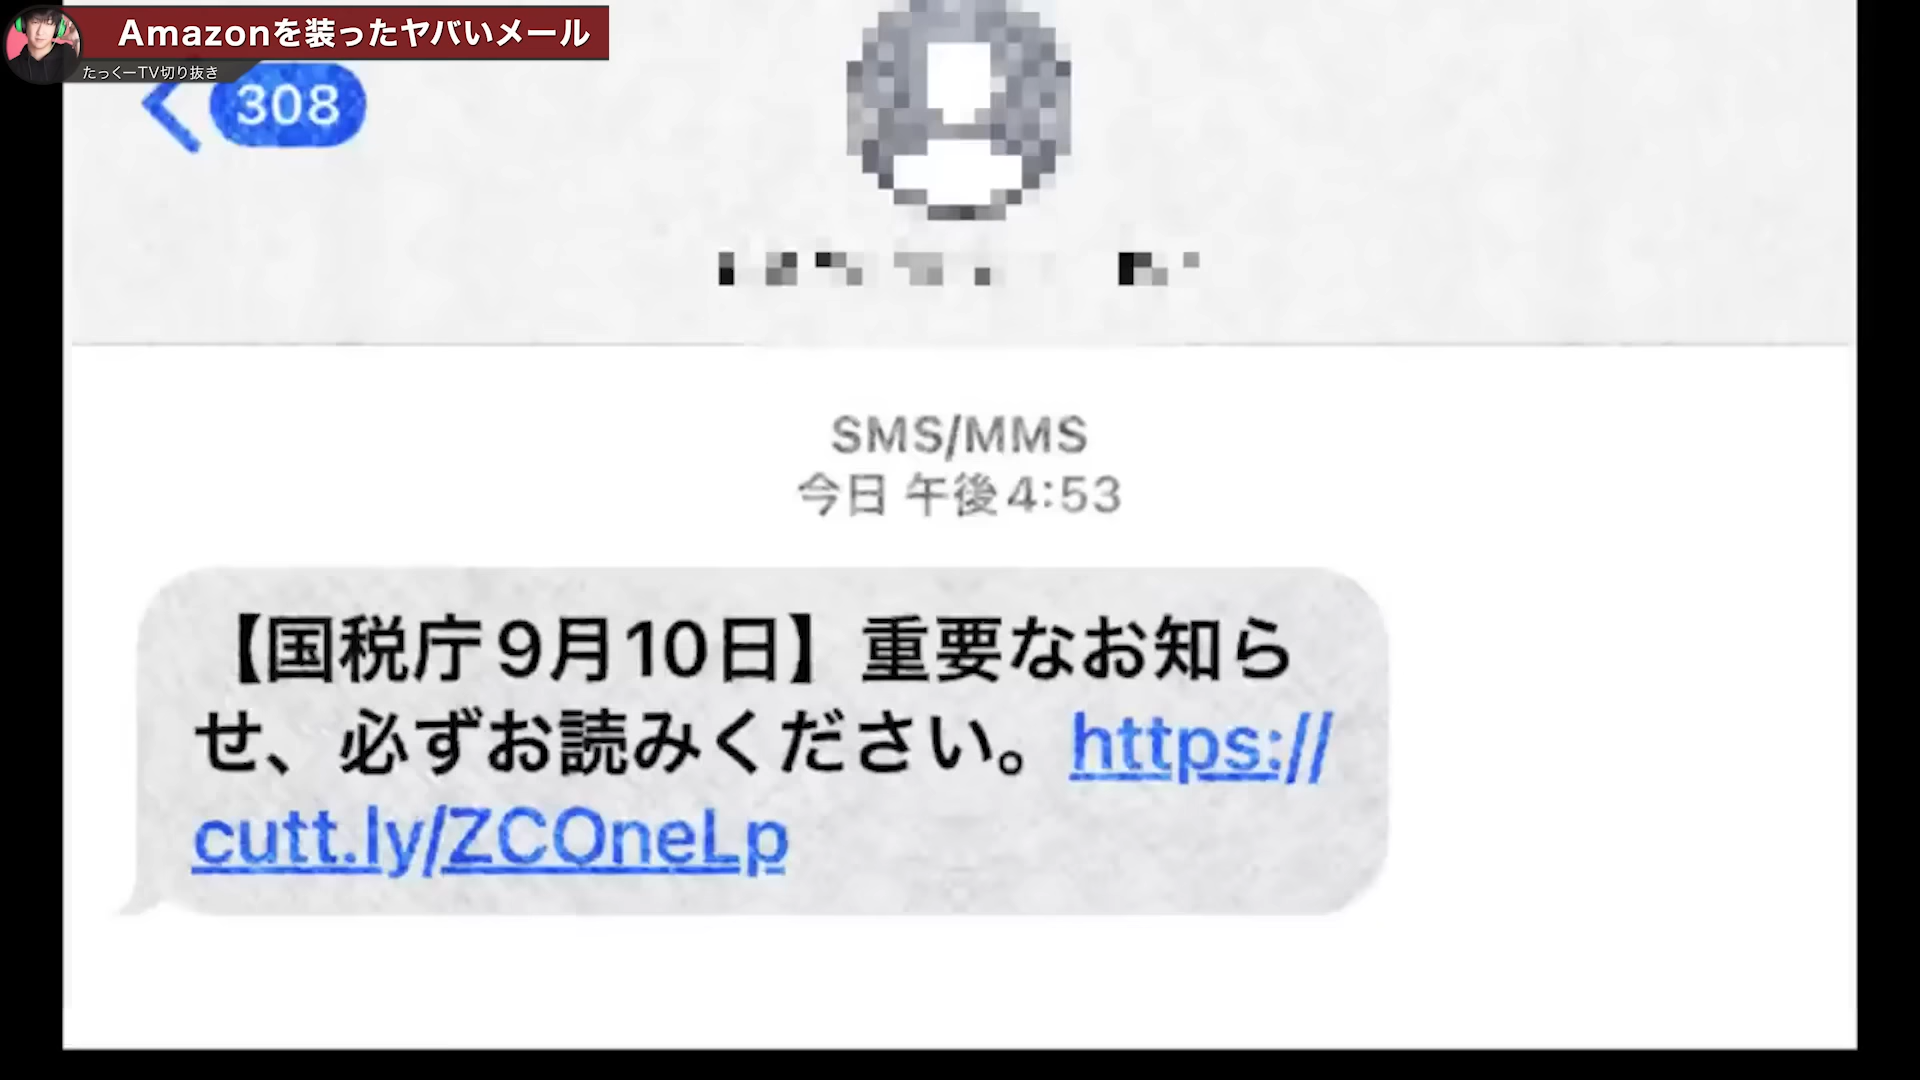 Amazonを装ったヤバいメール
たっくーTV切り抜き
308
SMS/MMS
今日 午後4:53
【国税庁9月10日】重要なお知ら
せ、必ずお読みください。https://
cutt.ly/ZCOneLp